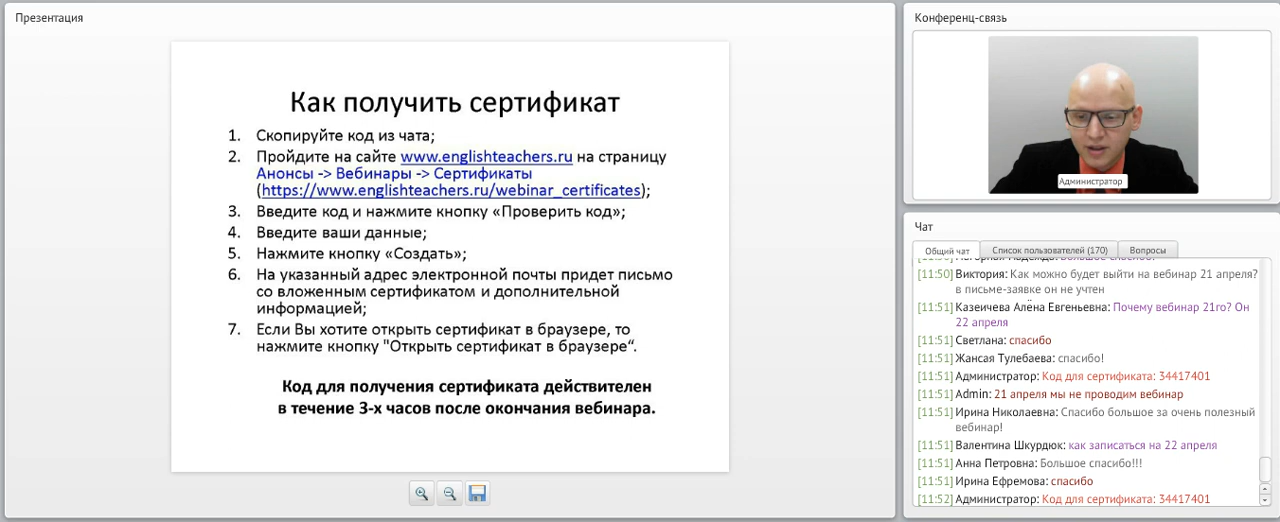 Презентация
Как получить сертификат
1. Скопируйте код из чата;
2. Пройдите на сайте www.englishteachers.ru на страницу
Анонсы -> Вебинары -> Сертификаты
(https://www.englishteachers.ru/webinar_certificates);
3. Введите код и нажмите кнопку «Проверить код»;
4. Введите ваши данные;
5. Нажмите кнопку «Создать»;
6. На указанный адрес электронной почты придет письмо
со вложенным сертификатом и дополнительной
информацией;
7. Если Вы хотите открыть сертификат в браузере, то
нажмите кнопку "Открыть сертификат в браузере“.
Код для получения сертификата действителен
в течение 3-х часов после окончания вебинара.
Конференц-связь
Администратор
Чат
Общий чат Список пользователей (170) Вопросы
[11:50] Виктория: Как можно будет выйти на вебинар 21 апреля?
в письме-заявке он не учтен
[11:51] Казеичева Алёна Евгеньевна: Почему вебинар 21го? Он
22 апреля
[11:51] Светлана: спасибо
[11:51] Жансая Тулебаева: спасибо!
[11:51] Администратор: Код для сертификата: 34417401
[11:51] Admin: 21 апреля мы не проводим вебинар
[11:51] Ирина Николаевна: Спасибо большое за очень полезный
вебинар!
[11:51] Валентина Шкурдюк: как записаться на 22 апреля
[11:51] Анна Петровна: Большое спасибо!!!
[11:51] Ирина Ефремова: спасибо
[11:52] Администратор: Код для сертификата: 34417401